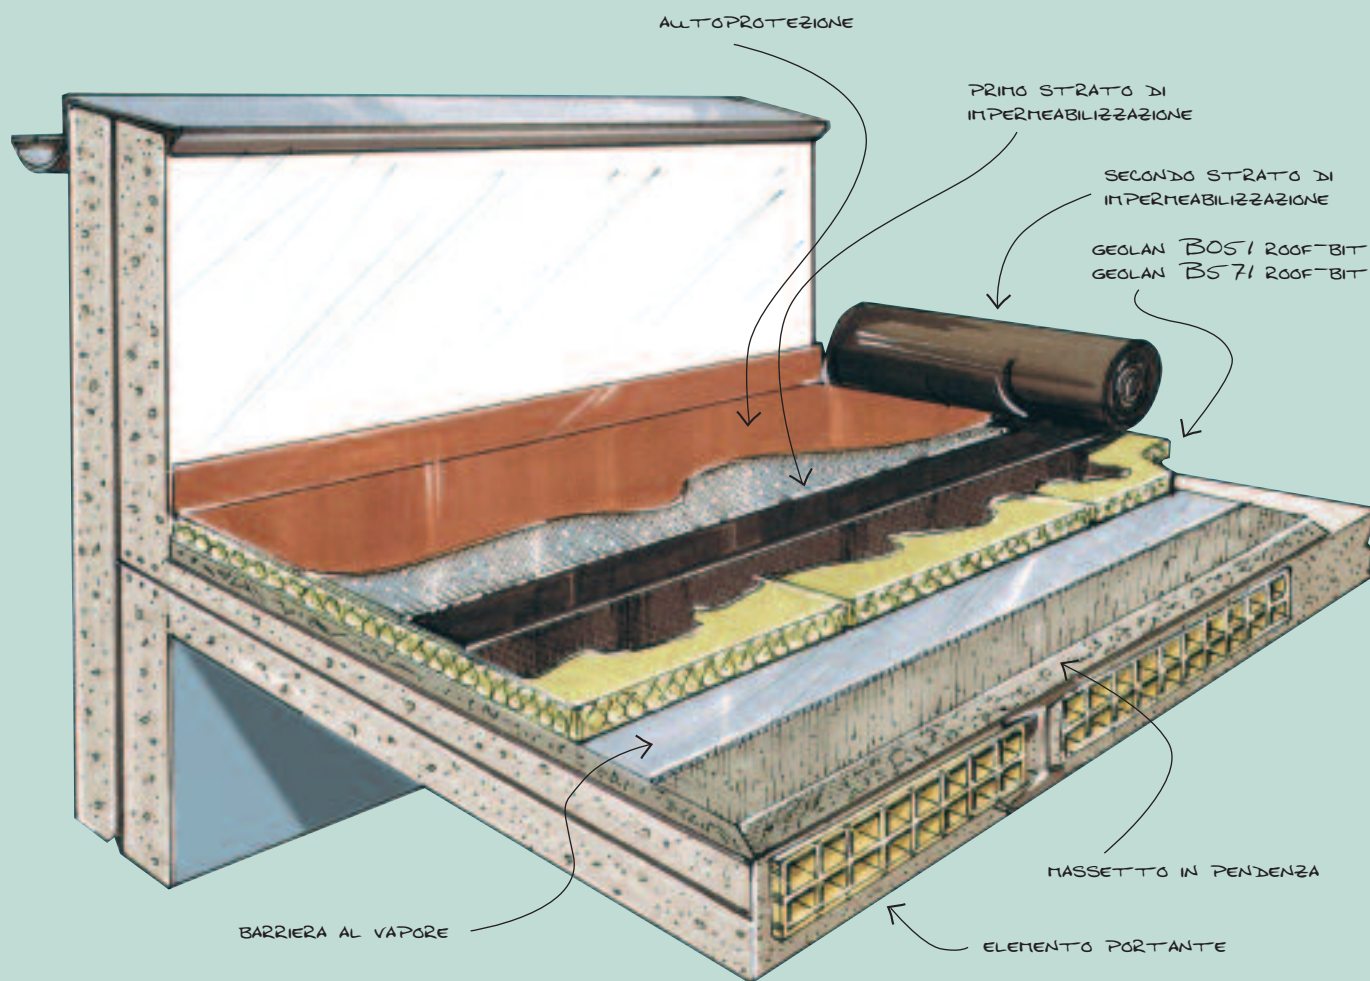 AUTOPROTEZIONE
PRIMO STRATO DI
IMPERMEABILIZZAZIONE
SECONDO STRATO DI
IMPERMEABILIZZAZIONE
GEOLAN B051 ROOF-BIT
GEOLAN B571 ROOF-BIT
MASSETTO IN PENDENZA
BARRIERA AL VAPORE
ELEMENTO PORTANTE